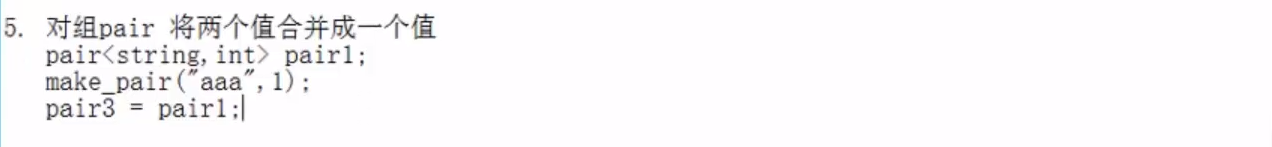 5. 对组pair 将两个值合并成一个值
pair<string,int> pair1;
make_pair("aaa",1);
pair3 = pair1;